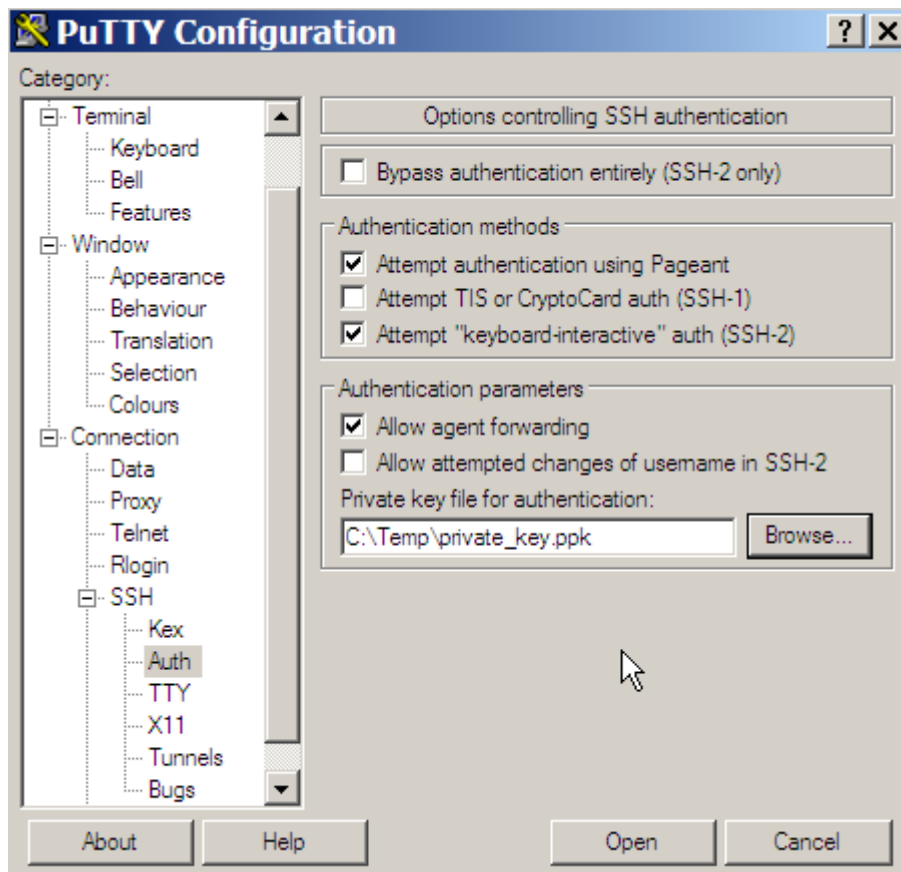 PuTTY Configuration
?
Category:
Terminal
Keyboard
Bell
Features
Window
Appearance
Behaviour
Translation
Selection
Colours
Connection
Data
Proxy
Telnet
Rlogin
SSH
Kex
Auth
TTY
X11
Tunnels
Bugs
Options controlling SSH authentication
Bypass authentication entirely (SSH-2 only)
Authentication methods
Attempt authentication using Pageant
Attempt TIS or CryptoCard auth (SSH-1)
Attempt "keyboard-interactive" auth (SSH-2)
Authentication parameters
Allow agent forwarding
Allow attempted changes of username in SSH-2
Private key file for authentication:
C:\Temp\private_key.ppk
Browse...
About
Help
Open
Cancel